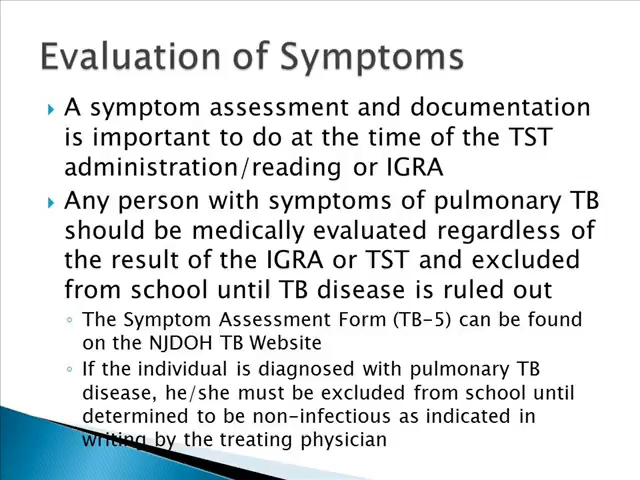 Evaluation of Symptoms
A symptom assessment and documentation
is important to do at the time of the TST
administration/reading or IGRA
Any person with symptoms of pulmonary TB
should be medically evaluated regardless of
the result of the IGRA or TST and excluded
from school until TB disease is ruled out
The Symptom Assessment Form (TB-5) can be found
on the NJDOH TB Website
If the individual is diagnosed with pulmonary TB
disease, he/she must be excluded from school until
determined to be non-infectious as indicated in
writing by the treating physician